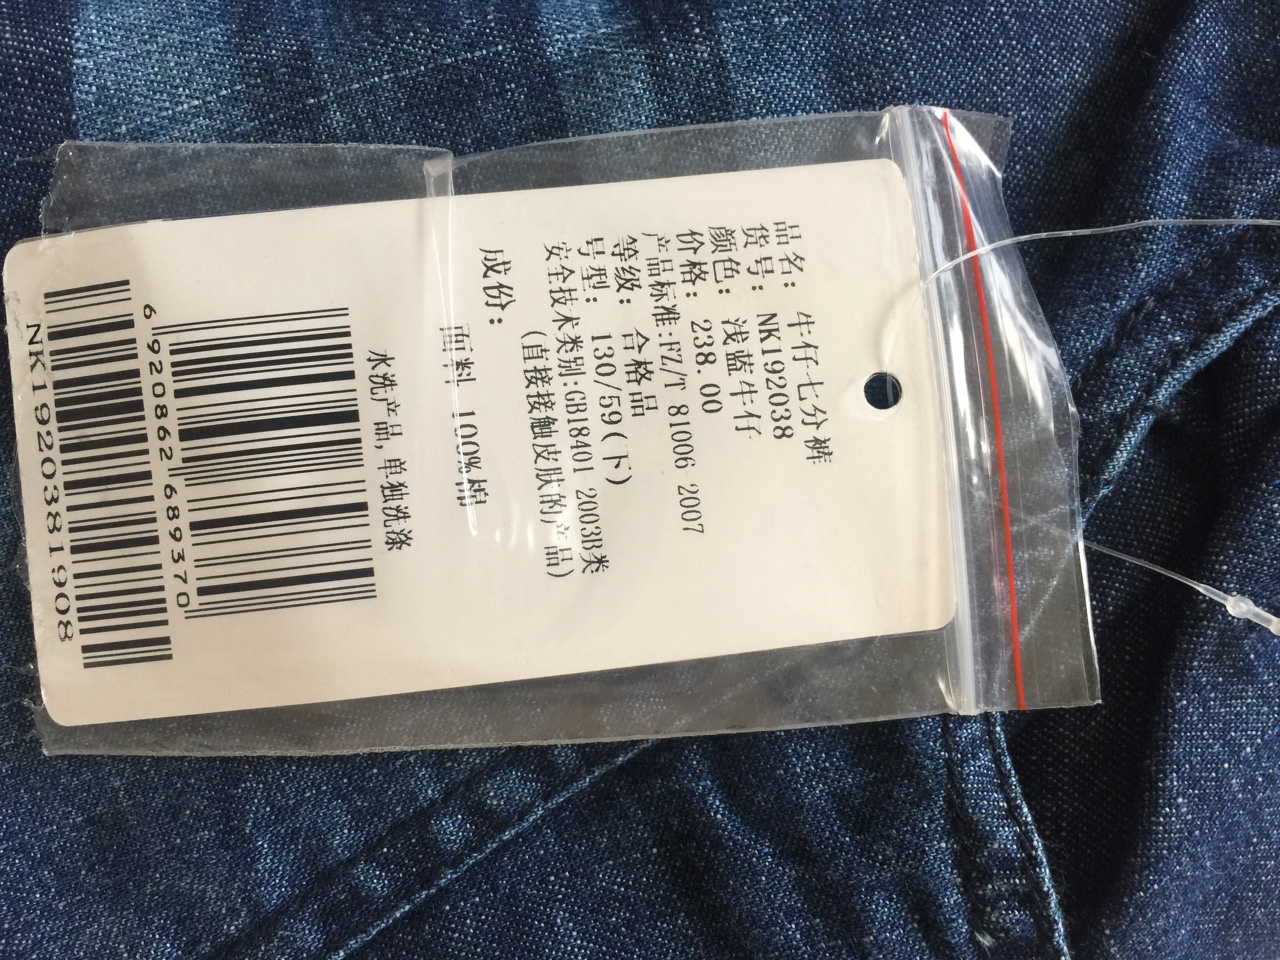 品名: 牛仔七分裤
货号: NK192038
颜色: 浅蓝牛仔
价格: 238.00
产品标准:FZ/T 81006 2007
等级: 合格品
号型: 130/59(下)
安全技术类别:GB18401 2003B类
(直接接触皮肤的产品)
成份:
面料 100%棉
水洗产品,单独洗涤
6 920862 689370
NK1920381908